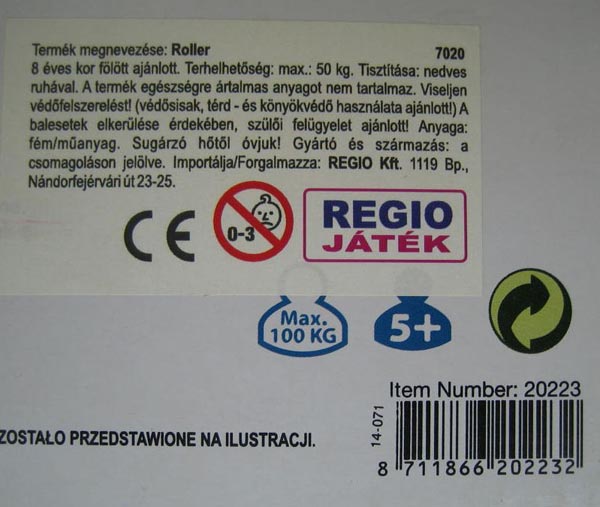 Termék megnevezése: Roller 7020
8 éves kor fölött ajánlott. Terhelhetőség: max.: 50 kg. Tisztítása: nedves
ruhával. A termék egészségre ártalmas anyagot nem tartalmaz. Viseljen
védőfelszerelést! (védősisak, térd - és könyökvédő használata ajánlott!) A
balesetek elkerülése érdekében, szülői felügyelet ajánlott! Anyaga:
fém/műanyag. Sugárzó hőtől óvjuk! Gyártó és származás: a
csomagoláson jelölve. Importálja/Forgalmazza: REGIO Kft. 1119 Bp.,
Nándorfejérvári út 23-25.
CE
0-3
REGIO
JÁTÉK
Max.
100 KG
5+
Item Number: 20223
14-071
ZOSTAŁO PRZEDSTAWIONE NA ILUSTRACJI.
8 711866 202232